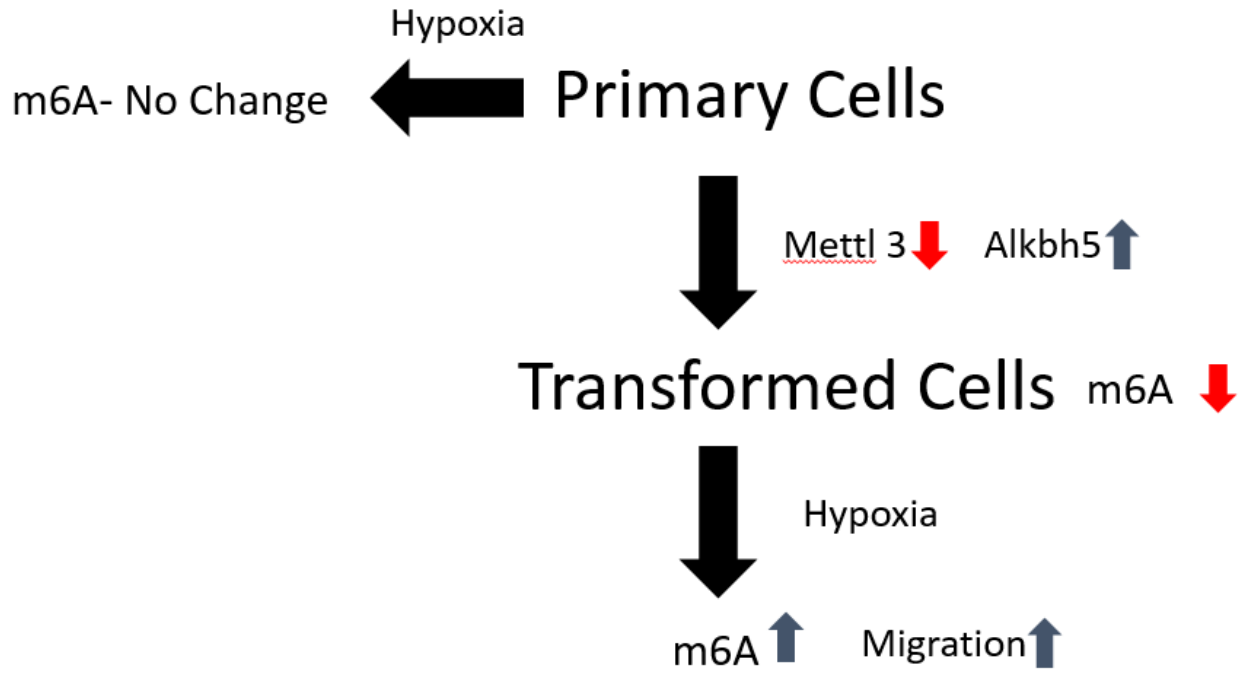 Hypoxia
m6A- No Change
Primary Cells
Mettl 3
Alkbh5
Transformed Cells
m6A
Hypoxia
m6A
Migration